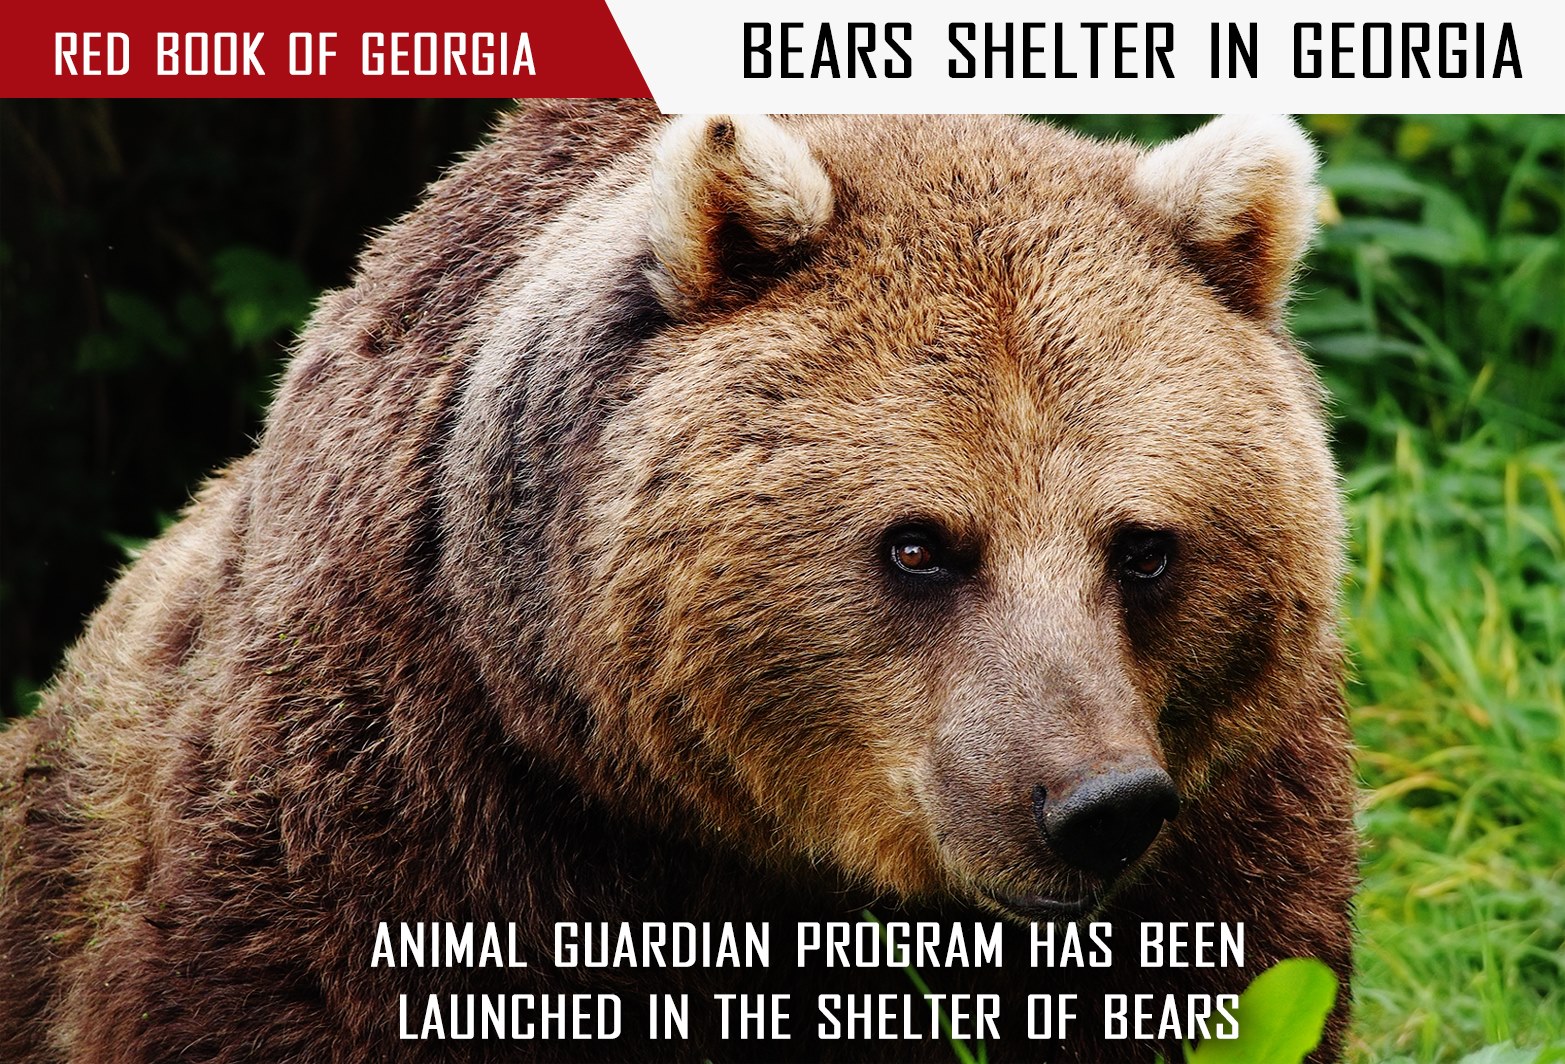 RED BOOK OF GEORGIA
BEARS SHELTER IN GEORGIA
ANIMAL GUARDIAN PROGRAM HAS BEEN
LAUNCHED IN THE SHELTER OF BEARS